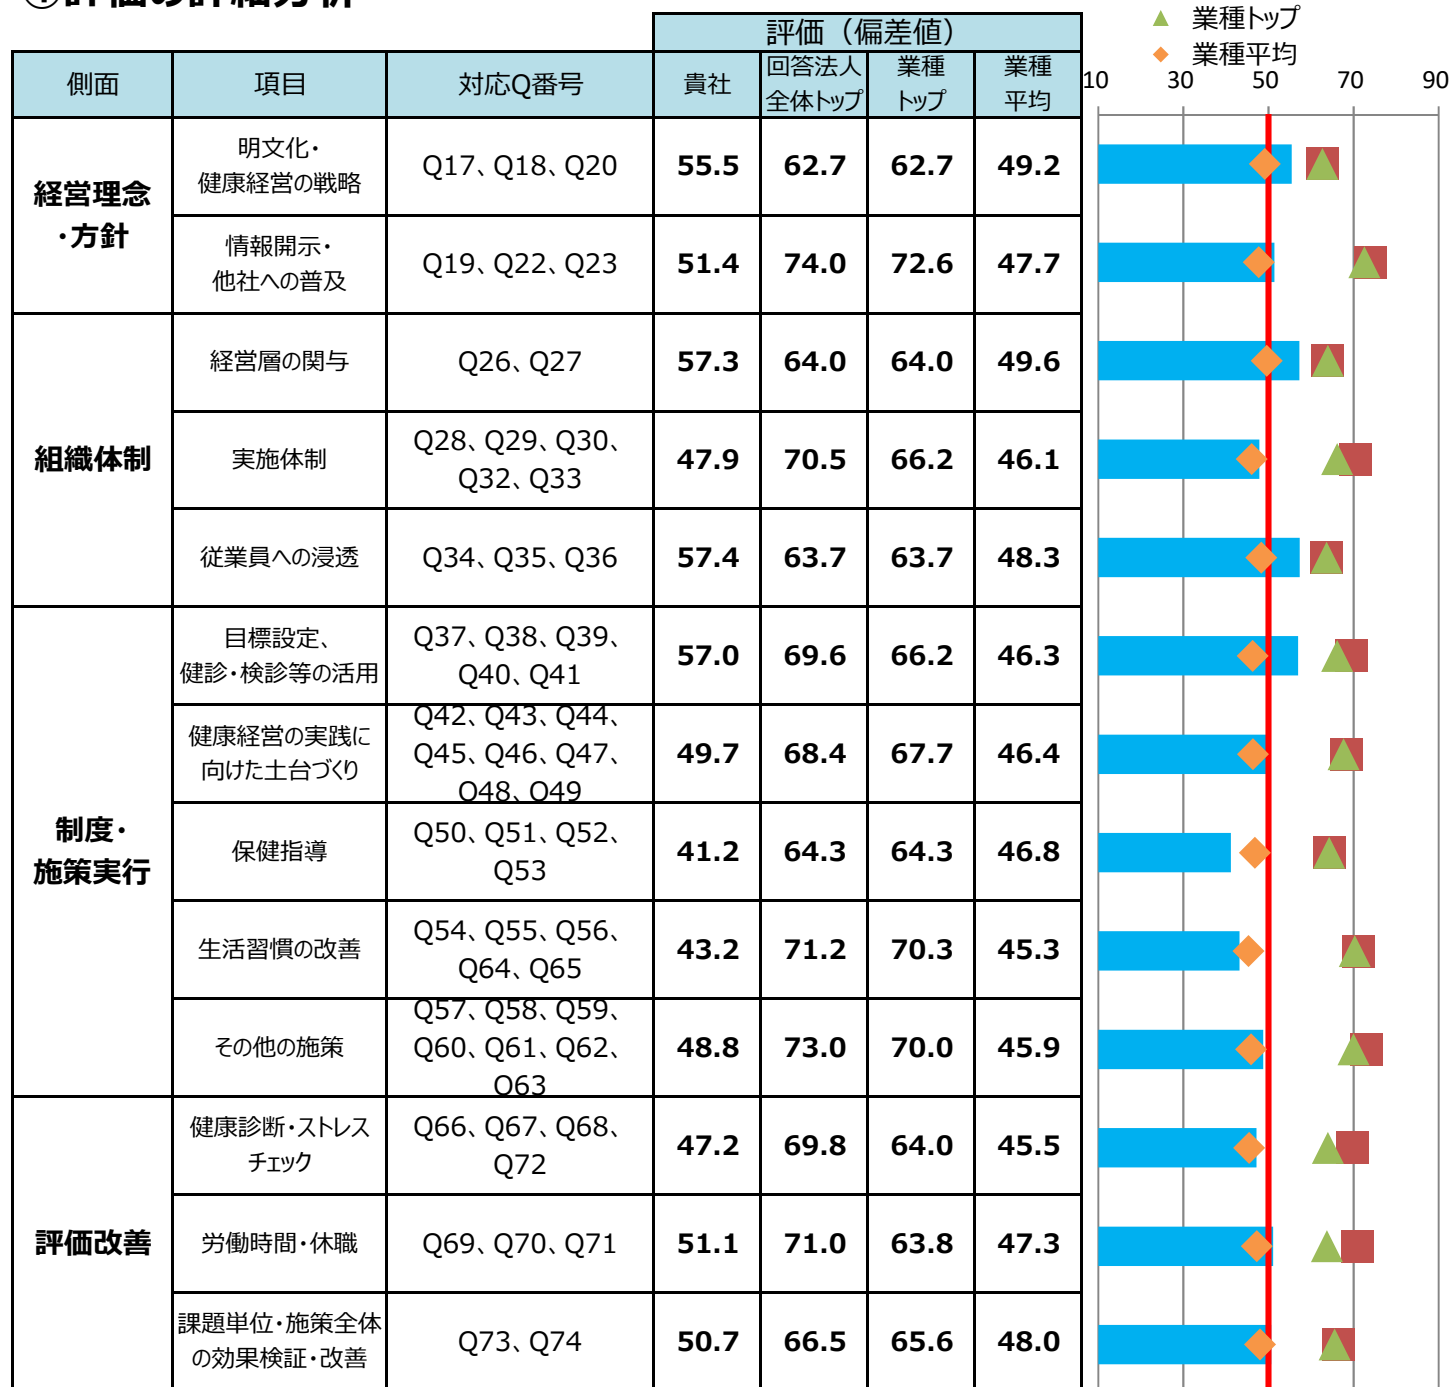 ④評価の詳細分析
▲ 業種トップ
◆ 業種平均
評価（偏差値）
側面 項目 対応Q番号 貴社 回答法人全体トップ 業種トップ 業種平均
10 30 50 70 90
経営理念・方針
明文化・
健康経営の戦略
Q17、Q18、Q20
55.5 62.7 62.7 49.2
情報開示・
他社への普及
Q19、Q22、Q23
51.4 74.0 72.6 47.7
組織体制
経営層の関与
Q26、Q27
57.3 64.0 64.0 49.6
実施体制
Q28、Q29、Q30、
Q32、Q33
47.9 70.5 66.2 46.1
従業員への浸透
Q34、Q35、Q36
57.4 63.7 63.7 48.3
制度・
施策実行
目標設定、
健診・検診等の活用
Q37、Q38、Q39、
Q40、Q41
57.0 69.6 66.2 46.3
健康経営の実践に
向けた土台づくり
Q42、Q43、Q44、
Q45、Q46、Q47、
Q48、Q49
49.7 68.4 67.7 46.4
保健指導
Q50、Q51、Q52、
Q53
41.2 64.3 64.3 46.8
生活習慣の改善
Q54、Q55、Q56、
Q64、Q65
43.2 71.2 70.3 45.3
その他の施策
Q57、Q58、Q59、
Q60、Q61、Q62、
Q63
48.8 73.0 70.0 45.9
評価改善
健康診断・ストレス
チェック
Q66、Q67、Q68、
Q72
47.2 69.8 64.0 45.5
労働時間・休職
Q69、Q70、Q71
51.1 71.0 63.8 47.3
課題単位・施策全体
の効果検証・改善
Q73、Q74
50.7 66.5 65.6 48.0